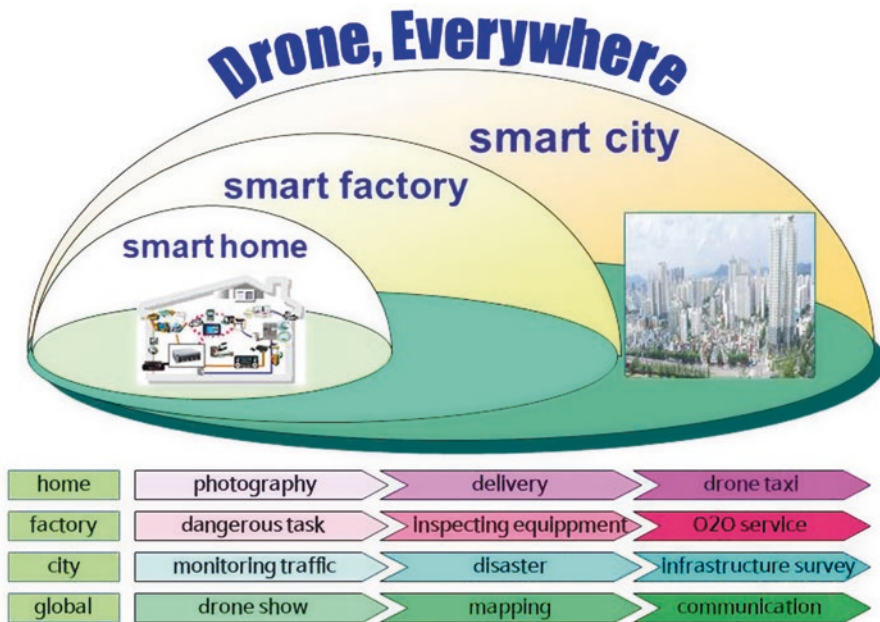 Drone, Everywhere
smart city
smart factory
smart home
home photography delivery drone taxi
factory dangerous task inspecting equippment O2O service
city monitoring traffic disaster infrastructure survey
global drone show mapping communication